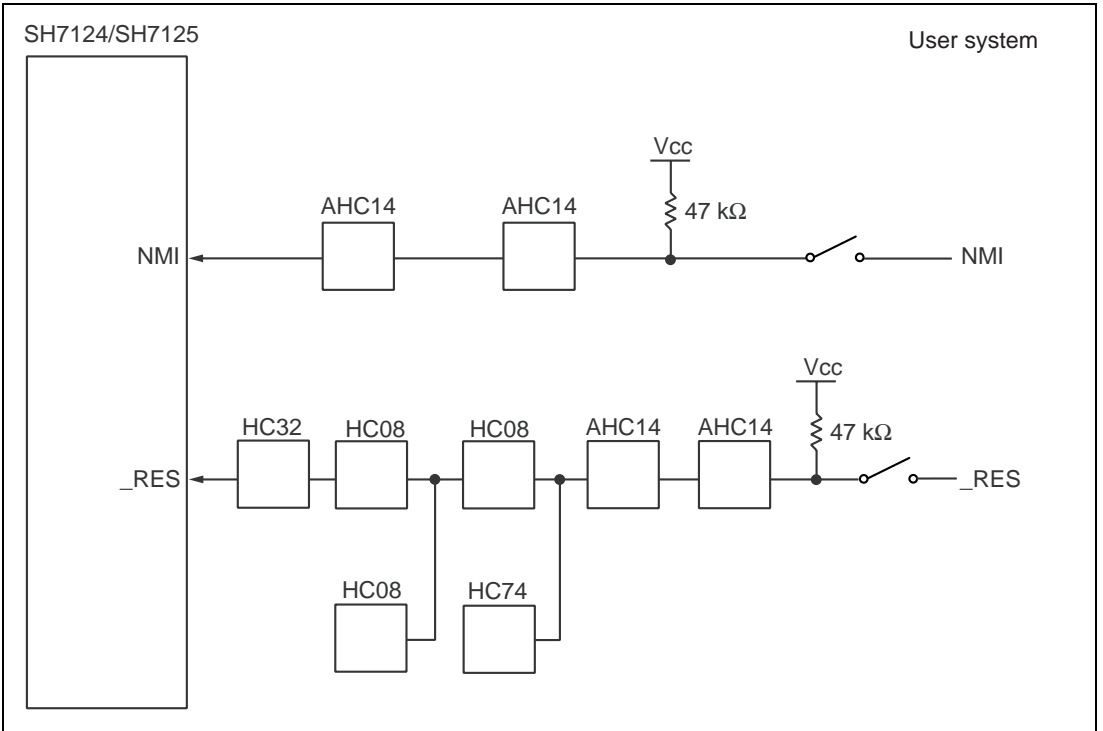 SH7124/SH7125
User system
Vcc
AHC14 AHC14
47 kΩ
NMI NMI
Vcc
HC32 HC08 HC08 AHC14 AHC14
47 kΩ
_RES _RES
HC08 HC74